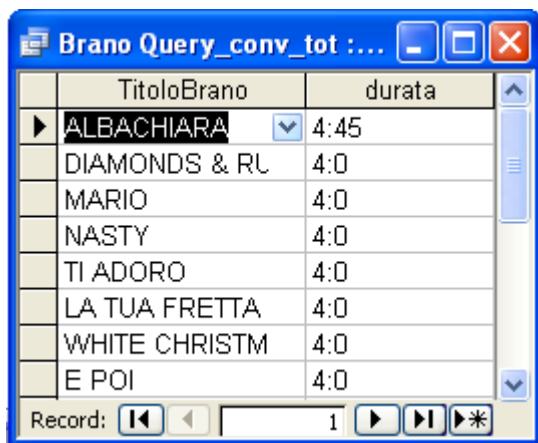 Brano Query_conv_tot :...
TitoloBrano durata
ALBACHIARA 4:45
DIAMONDS & RU 4:0
MARIO 4:0
NASTY 4:0
TI ADORO 4:0
LA TUA FRETTA 4:0
WHITE CHRISTM 4:0
E POI 4:0
Record: 1